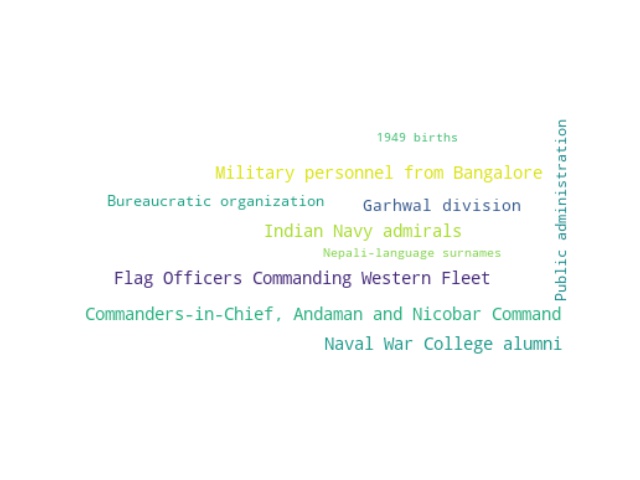 1949 births
Military personnel from Bangalore
Bureaucratic organization
Garhwal division
Indian Navy admirals
Nepali-language surnames
Flag Officers Commanding Western Fleet
Commanders-in-Chief, Andaman and Nicobar Command
Naval War College alumni
Public administration